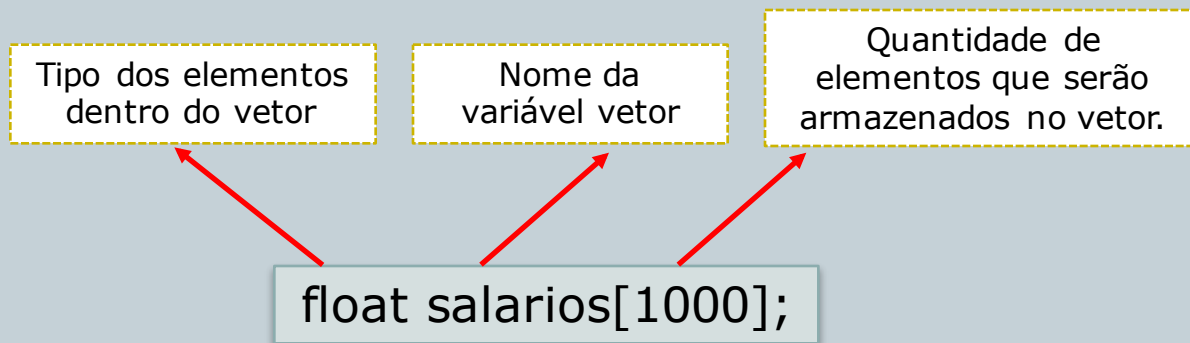 Tipo dos elementos
dentro do vetor
Nome da
variável vetor
Quantidade de
elementos que serão
armazenados no vetor.
float salarios[1000];